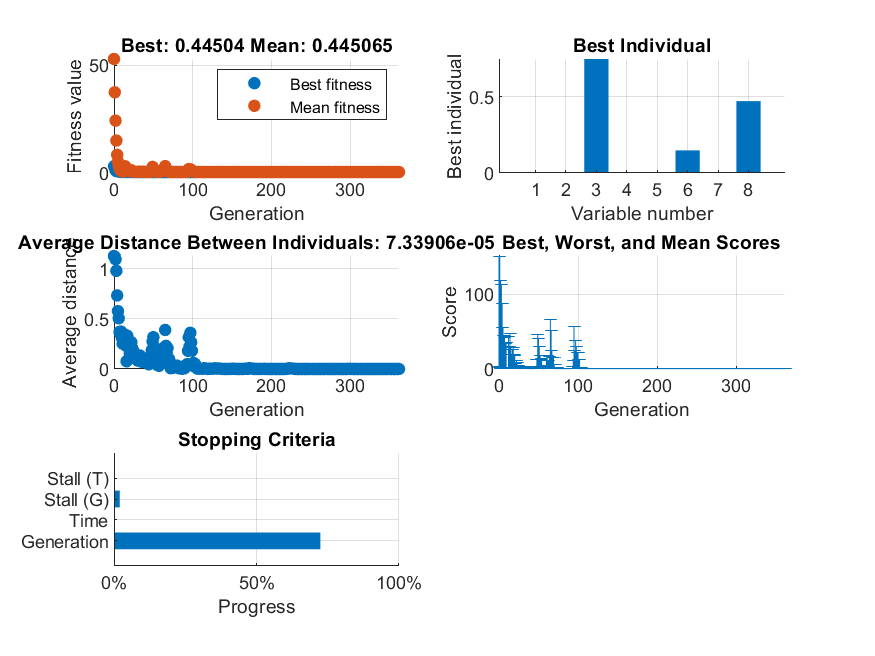 Best: 0.44504 Mean: 0.445065
Fitness value
50
0
Best fitness
Mean fitness
0 100 200 300
Generation
Best Individual
Best individual
0.5
0
1 2 3 4 5 6 7 8
Variable number
Average Distance Between Individuals: 7.33906e-05
Average distance
1
0.5
0
0 100 200 300
Generation
Best, Worst, and Mean Scores
Score
100
0
0 100 200 300
Generation
Stopping Criteria
Stall (T)
Stall (G)
Time
Generation
0% 50% 100%
Progress